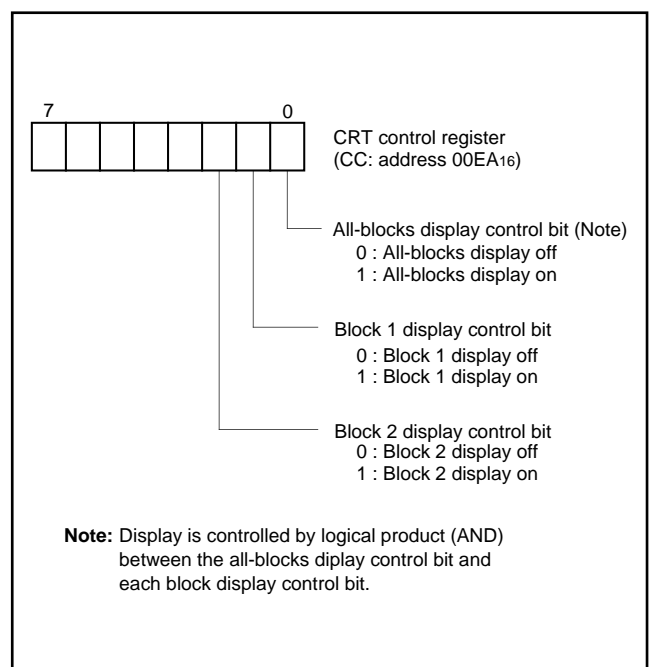 7 0
CRT control register
(CC: address 00EA16)
All-blocks display control bit (Note)
0 : All-blocks display off
1 : All-blocks display on
Block 1 display control bit
0 : Block 1 display off
1 : Block 1 display on
Block 2 display control bit
0 : Block 2 display off
1 : Block 2 display on
Note: Display is controlled by logical product (AND)
between the all-blocks diplay control bit and
each block display control bit.